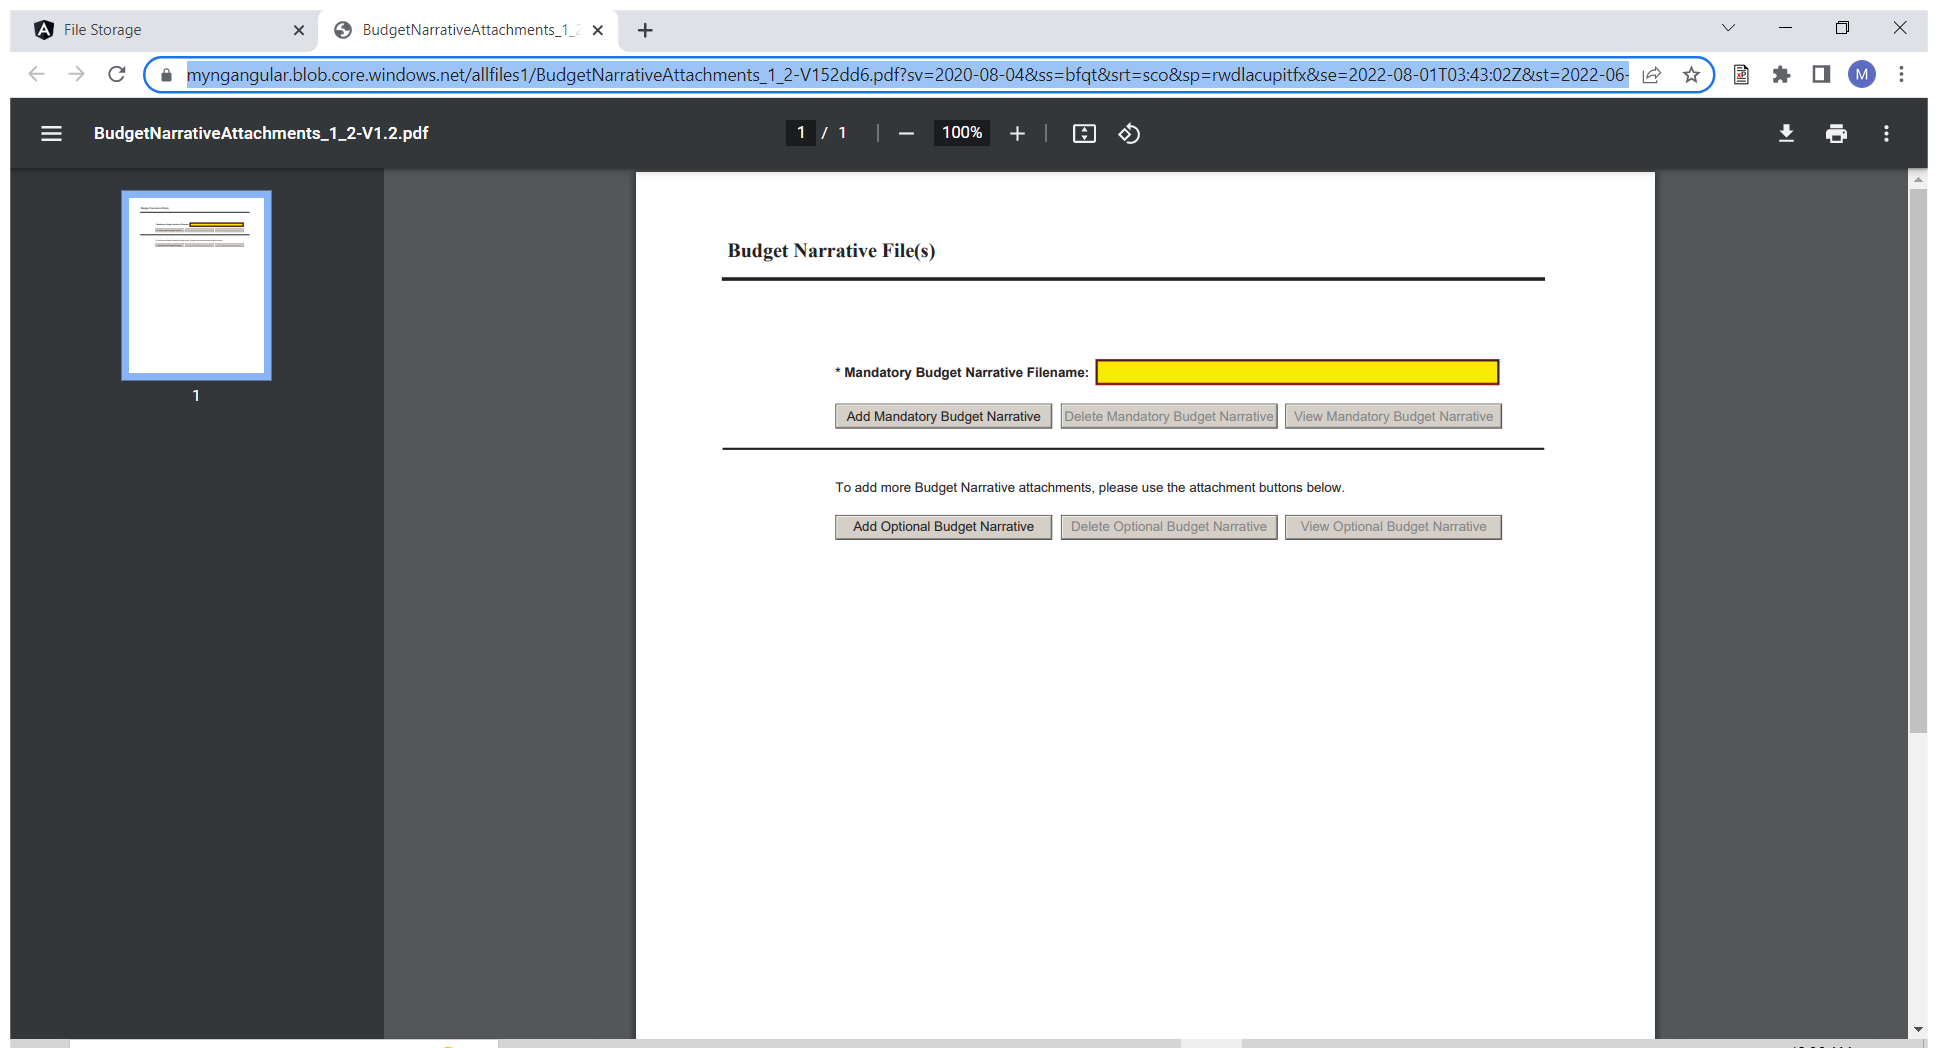 File Storage
BudgetNarrativeAttachments_1_2
myngangular.blob.core.windows.net/allfiles1/BudgetNarrativeAttachments_1_2-V152dd6.pdf?sv=2020-08-04&ss=bfqt&srt=sco&sp=rwdlacupitfx&se=2022-08-01T03:43:02Z&st=2022-06-
M
BudgetNarrativeAttachments_1_2-V1.2.pdf
1 / 1
100%
1
Budget Narrative File(s)
* Mandatory Budget Narrative Filename:
Add Mandatory Budget Narrative
Delete Mandatory Budget Narrative
View Mandatory Budget Narrative
To add more Budget Narrative attachments, please use the attachment buttons below.
Add Optional Budget Narrative
Delete Optional Budget Narrative
View Optional Budget Narrative